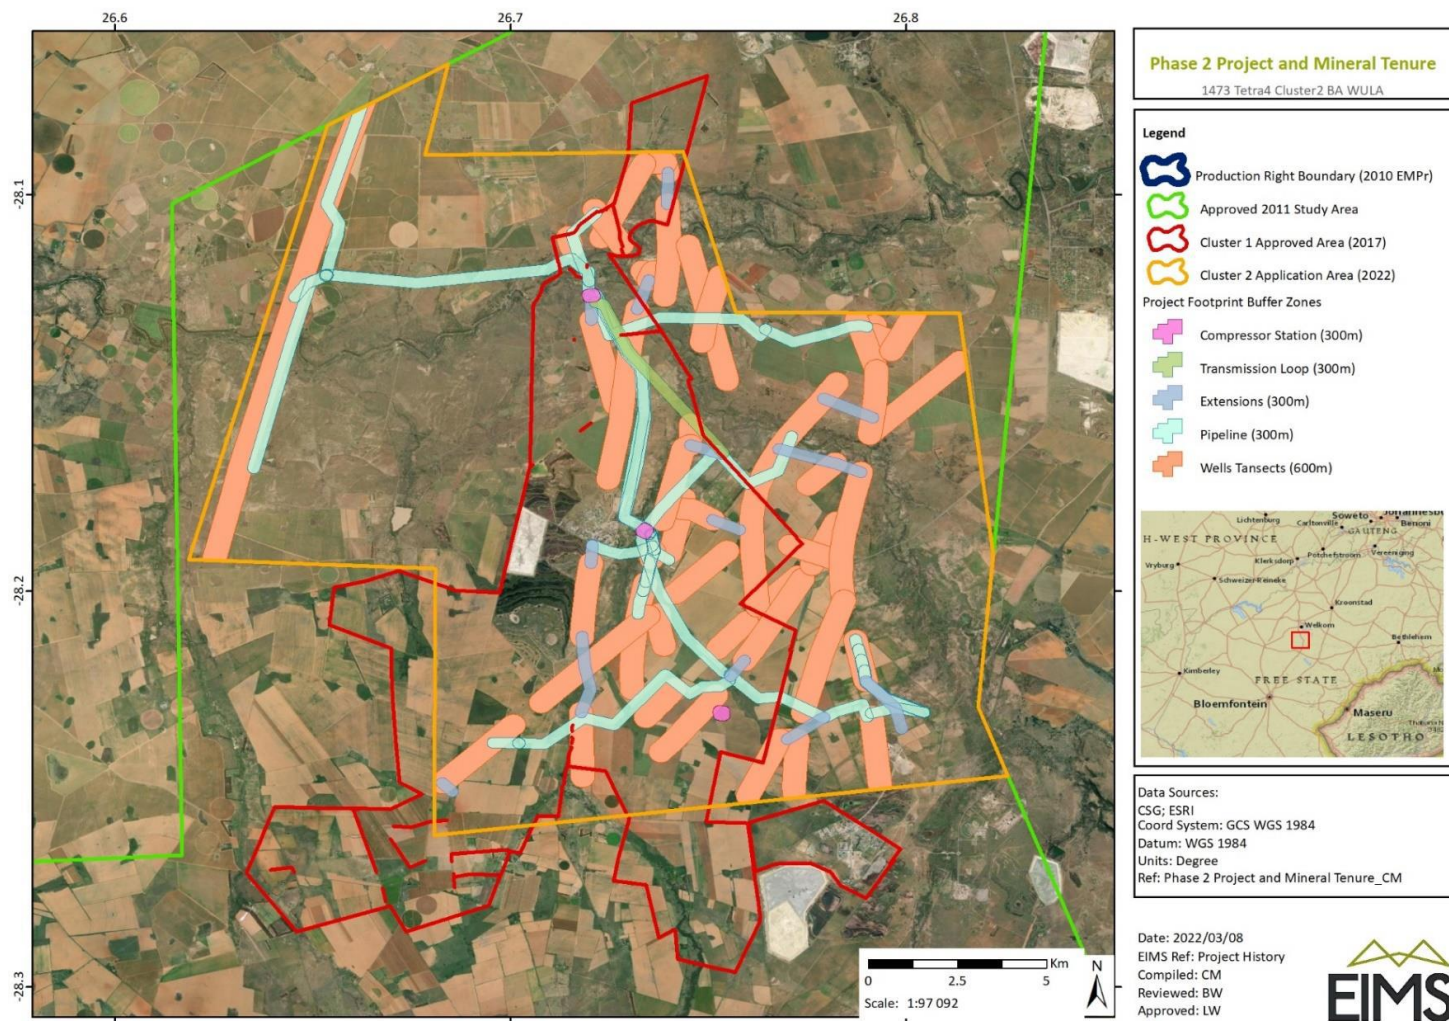 26.6
26.7
26.8
-28.1
-28.2
-28.3
Km
0
2.5
5
Scale: 1:97 092
N
Phase 2 Project and Mineral Tenure
1473 Tetra4 Cluster2 BA WULA
Legend
Production Right Boundary (2010 EMPr)
Approved 2011 Study Area
Cluster 1 Approved Area (2017)
Cluster 2 Application Area (2022)
Project Footprint Buffer Zones
Compressor Station (300m)
Transmission Loop (300m)
Extensions (300m)
Pipeline (300m)
Wells Tansects (600m)
Lichtenburg
Carltonville
Soweto
Benoni
GAUTENG
H-WEST PROVINCE
Potchefstroom
Vereeniging
Klerksdorp
Vryburg
Schweizer-Reineke
Kroonstad
Welkom
Bethlehem
Kimberley
FREE STATE
Bloemfontein
Maseru
LESOTHO
Data Sources:
CSG; ESRI
Coord System: GCS WGS 1984
Datum: WGS 1984
Units: Degree
Ref: Phase 2 Project and Mineral Tenure_CM
Date: 2022/03/08
EIMS Ref: Project History
Compiled: CM
Reviewed: BW
Approved: LW
EIMS